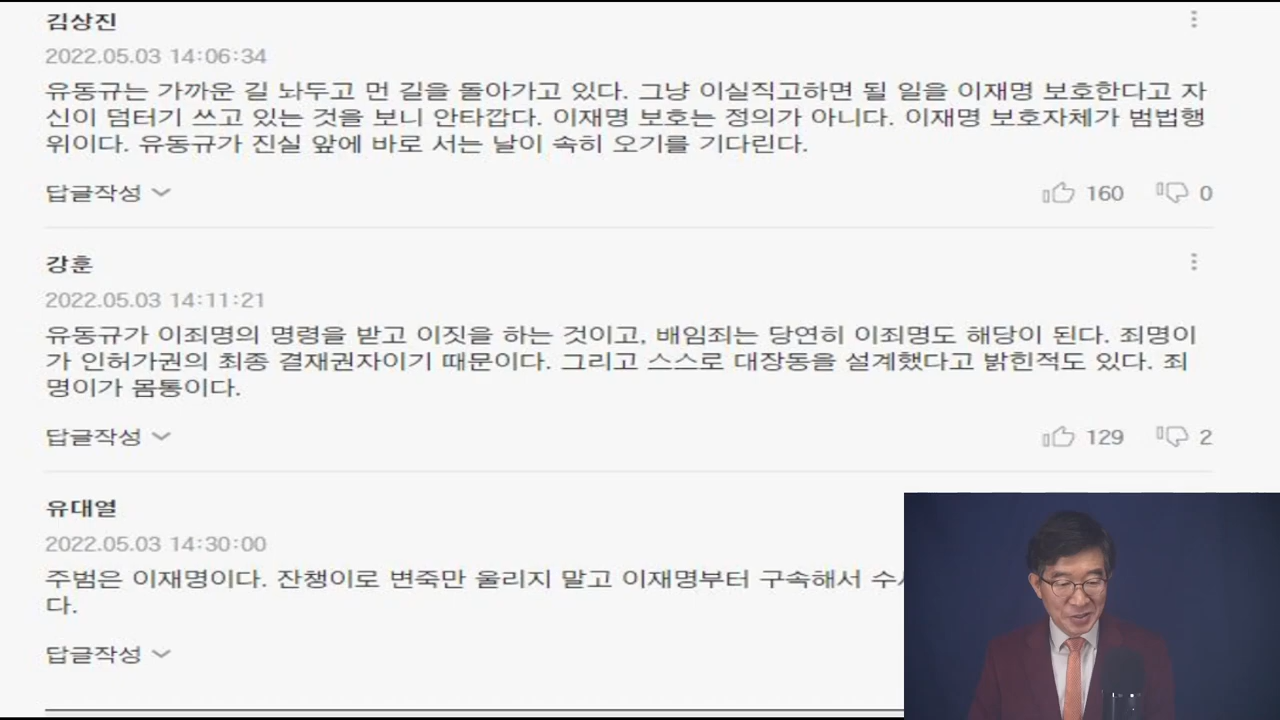 김상진
2022.05.03 14:06:34
유동규는 가까운 길 놔두고 먼 길을 돌아가고 있다. 그냥 이실직고하면 될 일을 이재명 보호한다고 자
신이 덤터기 쓰고 있는 것을 보니 안타깝다. 이재명 보호는 정의가 아니다. 이재명 보호자체가 범법행
위이다. 유동규가 진실 앞에 바로 서는 날이 속히 오기를 기다린다.
답글작성
160 0
강훈
2022.05.03 14:11:21
유동규가 이죄명의 명령을 받고 이짓을 하는 것이고, 배임죄는 당연히 이죄명도 해당이 된다. 죄명이
가 인허가권의 최종 결재권자이기 때문이다. 그리고 스스로 대장동을 설계했다고 밝힌적도 있다. 죄
명이가 몸통이다.
답글작성
129 2
유대열
2022.05.03 14:30:00
주범은 이재명이다. 잔챙이로 변죽만 울리지 말고 이재명부터 구속해서
다.
답글작성